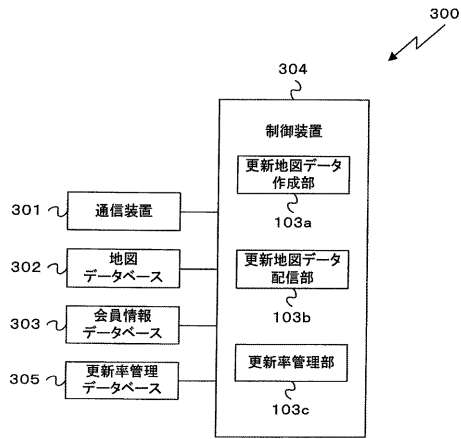 300
304
制御装置
更新地図データ
作成部
103a
301
通信装置
302
地図
データベース
更新地図データ
配信部
103b
303
会員情報
データベース
305
更新率管理
データベース
更新率管理部
103c